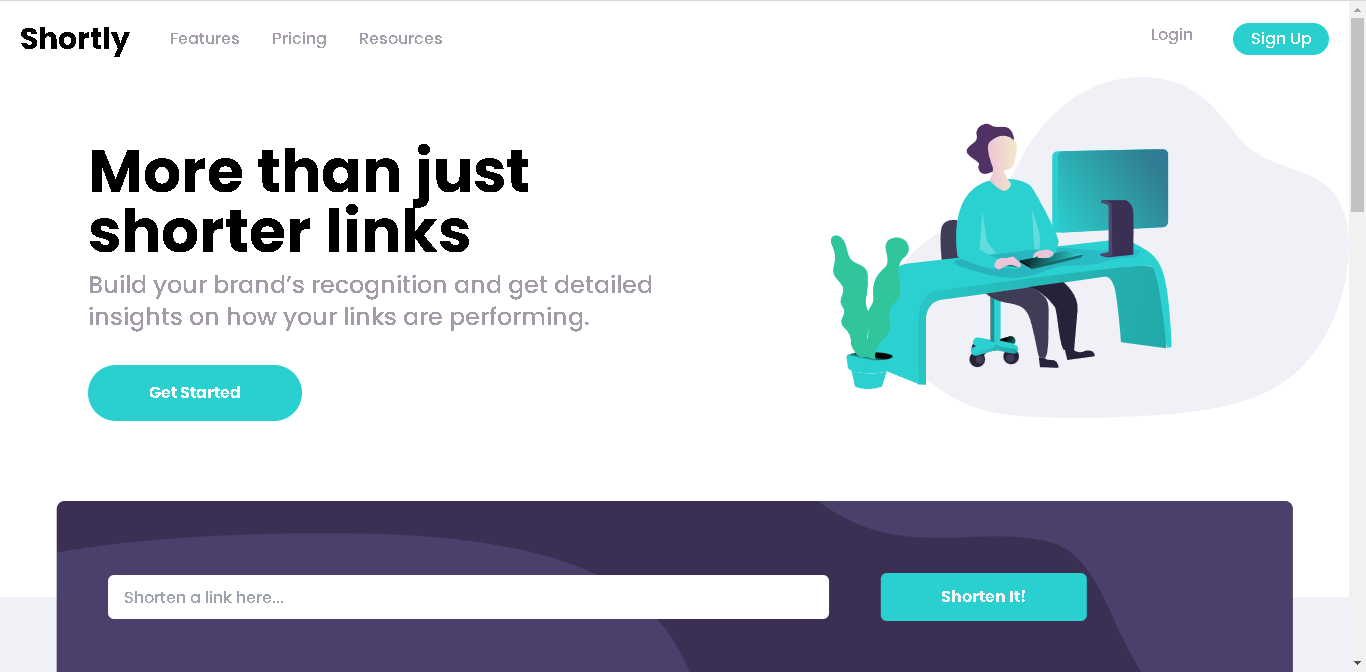 Shortly
Features
Pricing
Resources
Login
Sign Up
More than just
shorter links
Build your brand’s recognition and get detailed
insights on how your links are performing.
Get Started
Shorten a link here...
Shorten It!